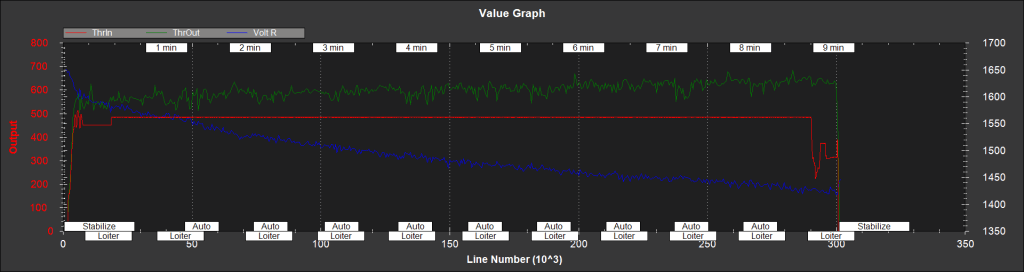 Value Graph
ThrIn ThrOut Volt R
1 min 2 min 3 min 4 min 5 min 6 min 7 min 8 min 9 min
800 1700
700 1650
600 1600
500 1550
400
300 1500
200 1450
100 1400
0 1350
Output
Stabilize Auto Auto Auto Auto Auto Auto Auto Auto Auto Stabilize
Loiter Loiter Loiter Loiter Loiter Loiter Loiter Loiter Loiter Loiter Loiter
0 50 100 150 200 250 300 350
Line Number (10^3)